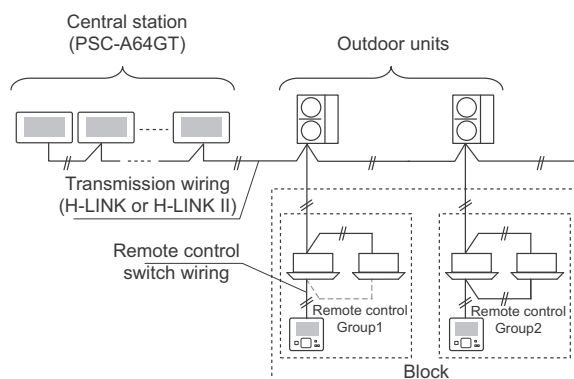 Central station
(PSC-A64GT)
Outdoor units
Transmission wiring
(H-LINK or H-LINK II)
Remote control
switch wiring
Remote control
Group1
Remote control
Group2
Block